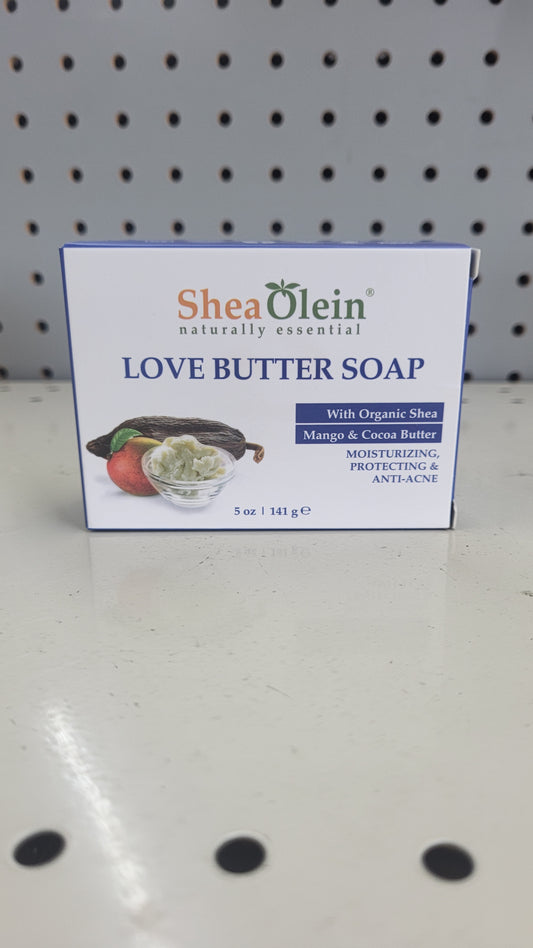 SheaOlein®
naturally essential
LOVE BUTTER SOAP
With Organic Shea
Mango & Cocoa Butter
MOISTURIZING,
PROTECTING &
ANTI-ACNE
5 oz | 141 g ℮